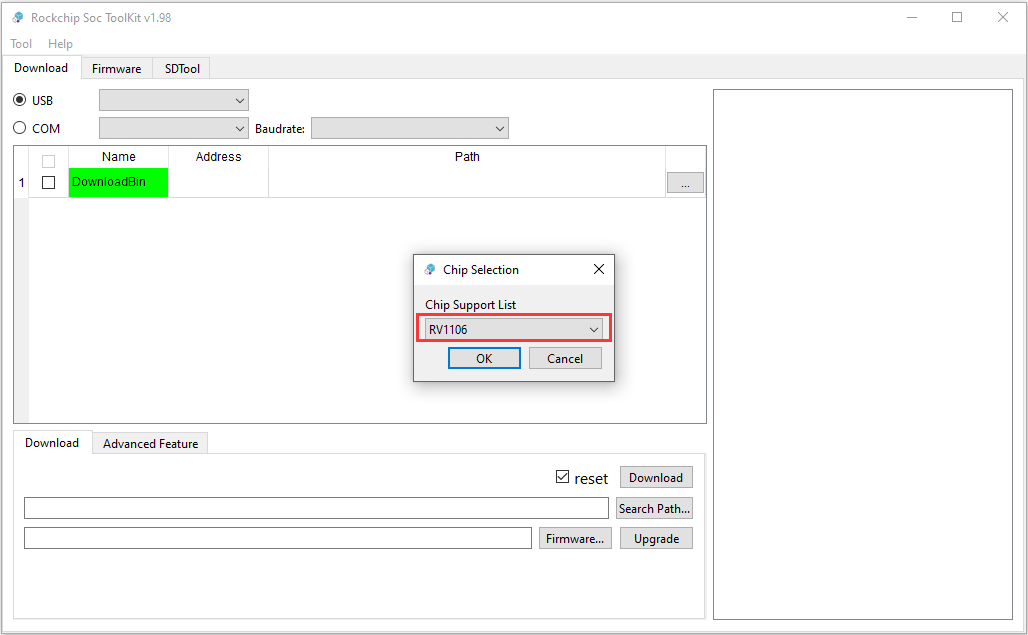 Rockchip Soc ToolKit v1.98
Tool Help
Download Firmware SDTool
USB
COM Baudrate:
Name Address Path
1 DownloadBin ...
Chip Selection
Chip Support List
RV1106
OK Cancel
Download Advanced Feature
reset Download
Search Path...
Firmware... Upgrade